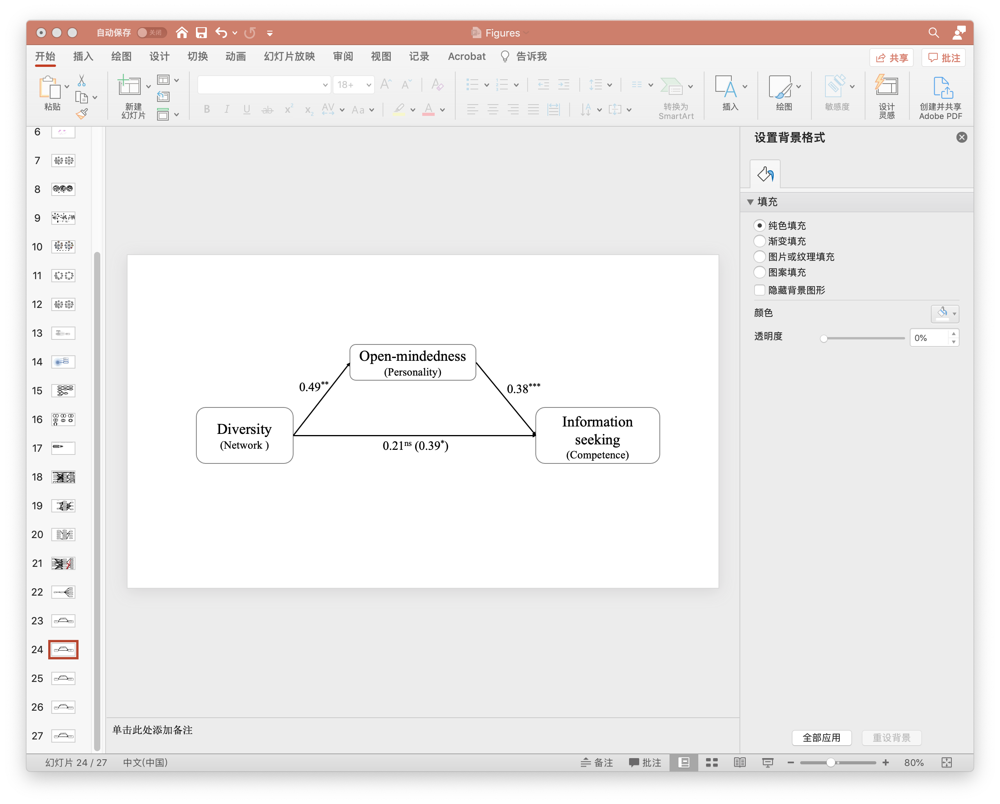 自动保存 关闭 Figures
开始 插入 绘图 设计 切换 动画 幻灯片放映 审阅 视图 记录 Acrobat 告诉我 共享 批注
粘贴
新建
幻灯片
18+
B I U ab x² x₂ AV Aa A
转换为
SmartArt
插入
绘图
敏感度
设计
灵感
创建并共享
Adobe PDF
6
7
8
9
10
11
12
13
14
15
16
17
18
19
20
21
22
23
24
25
26
27
Open-mindedness
(Personality)
0.49**
0.38***
Diversity
(Network )
0.21ns (0.39*)
Information
seeking
(Competence)
单击此处添加备注
设置背景格式
填充
纯色填充
渐变填充
图片或纹理填充
图案填充
隐藏背景图形
颜色
透明度 0%
全部应用 重设背景
幻灯片 24 / 27 中文(中国) 备注 批注 80%